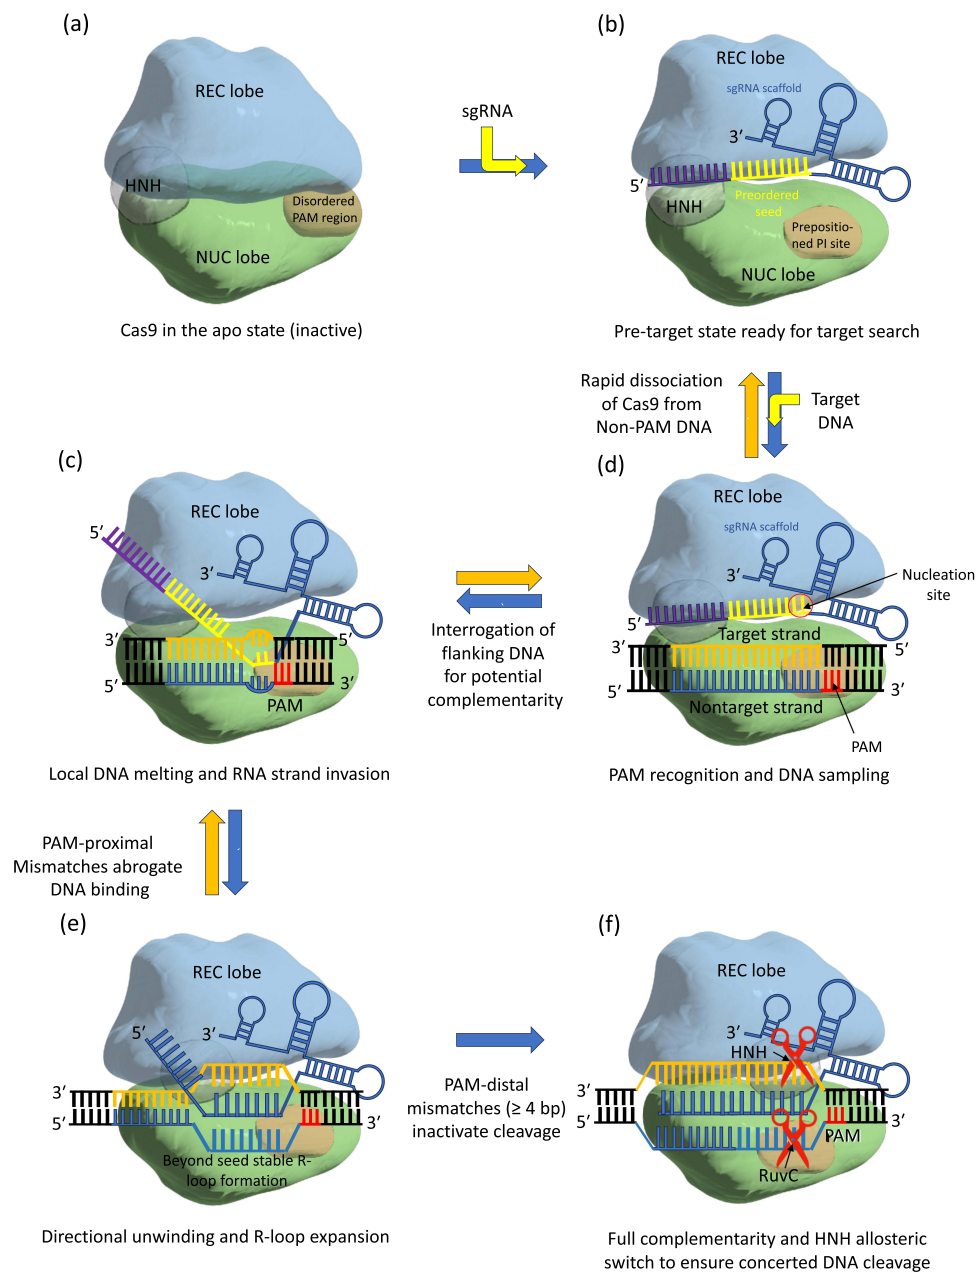 (a)
REC lobe
HNH
Disordered
PAM region
NUC lobe
Cas9 in the apo state (inactive)
sgRNA
(b)
REC lobe
sgRNA scaffold
3′
5′
HNH
Preordered
seed
Prepositio-
ned PI site
NUC lobe
Pre-target state ready for target search
Rapid dissociation
of Cas9 from
Non-PAM DNA
Target
DNA
(c)
REC lobe
5′
3′
3′
5′
5′
3′
PAM
Local DNA melting and RNA strand invasion
Interrogation of
flanking DNA
for potential
complementarity
(d)
REC lobe
sgRNA scaffold
3′
Nucleation
site
5′
Target strand
3′
5′
5′
3′
Nontarget strand
PAM
PAM recognition and DNA sampling
PAM-proximal
Mismatches abrogate
DNA binding
(e)
REC lobe
5′
3′
3′
5′
5′
3′
Beyond seed stable R-
loop formation
Directional unwinding and R-loop expansion
PAM-distal
mismatches (≥ 4 bp)
inactivate cleavage
(f)
REC lobe
3′
HNH
3′
5′
5′
3′
PAM
RuvC
Full complementarity and HNH allosteric
switch to ensure concerted DNA cleavage